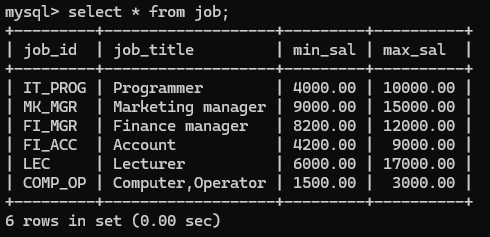 mysql> select * from job;
+---------+-------------------+---------+----------+
| job_id  | job_title         | min_sal | max_sal  |
+---------+-------------------+---------+----------+
| IT_PROG | Programmer        | 4000.00 | 10000.00 |
| MK_MGR  | Marketing manager | 9000.00 | 15000.00 |
| FI_MGR  | Finance manager   | 8200.00 | 12000.00 |
| FI_ACC  | Account           | 4200.00 |  9000.00 |
| LEC     | Lecturer          | 6000.00 | 17000.00 |
| COMP_OP | Computer,Operator | 1500.00 |  3000.00 |
+---------+-------------------+---------+----------+
6 rows in set (0.00 sec)